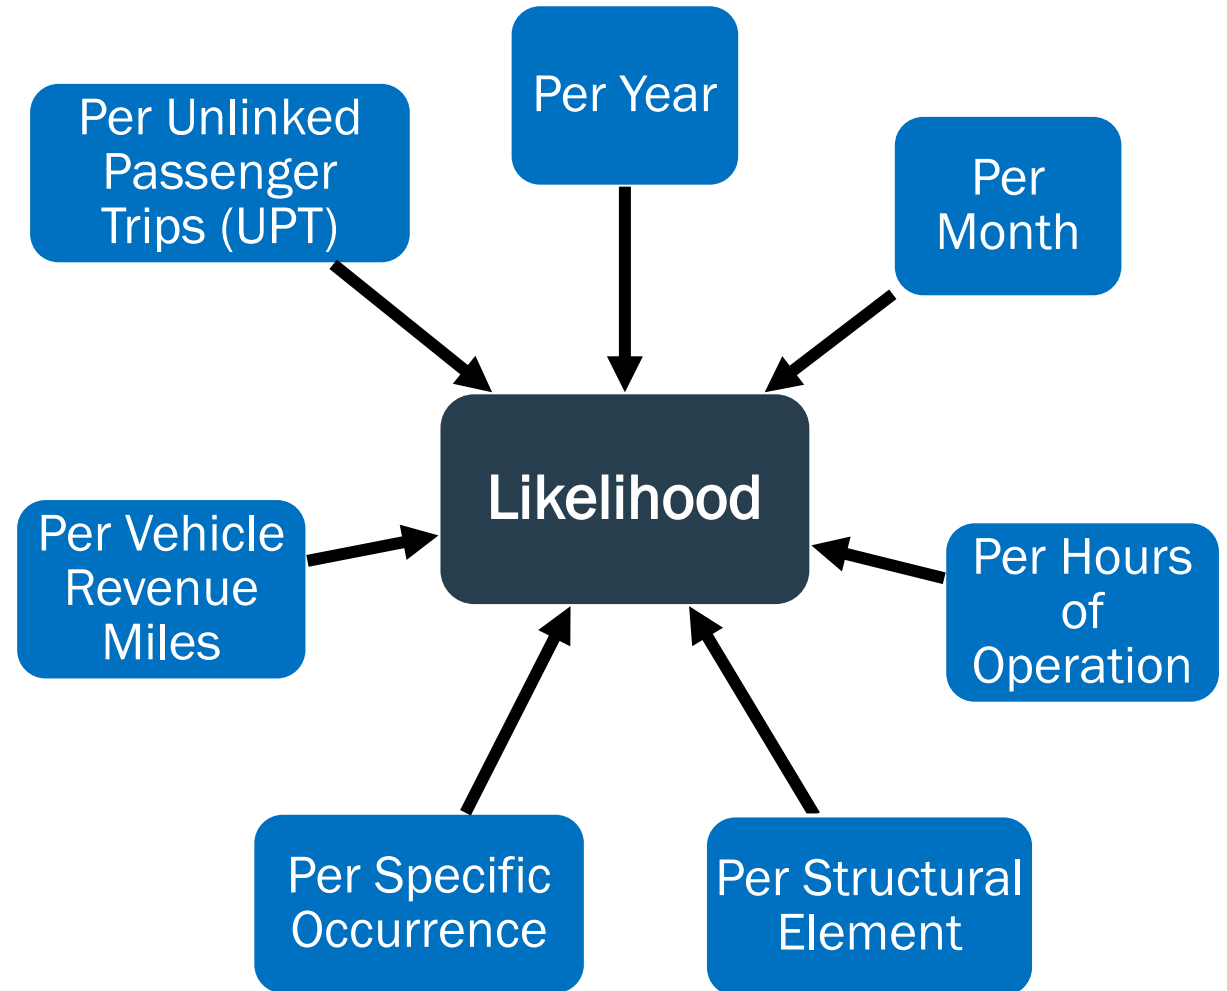 Per Year
Per Unlinked
Passenger
Trips (UPT)
Per
Month
Likelihood
Per Vehicle
Revenue
Miles
Per Hours
of
Operation
Per Specific
Occurrence
Per Structural
Element